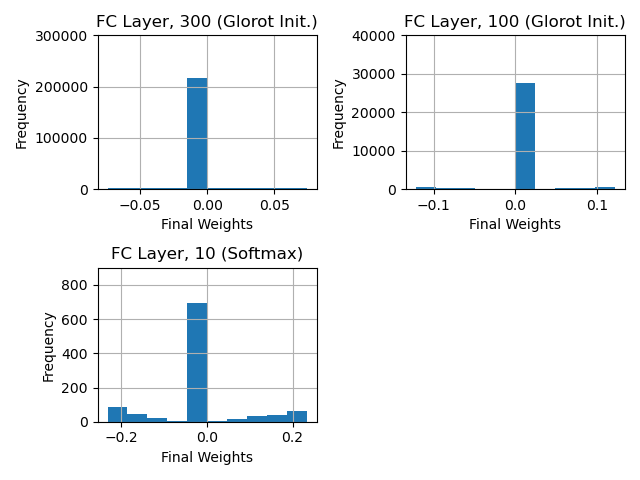 FC Layer, 300 (Glorot Init.)
300000
200000
100000
0
Frequency
−0.05
0.00
0.05
Final Weights
FC Layer, 100 (Glorot Init.)
40000
30000
20000
10000
0
Frequency
−0.1
0.0
0.1
Final Weights
FC Layer, 10 (Softmax)
800
600
400
200
0
Frequency
−0.2
0.0
0.2
Final Weights